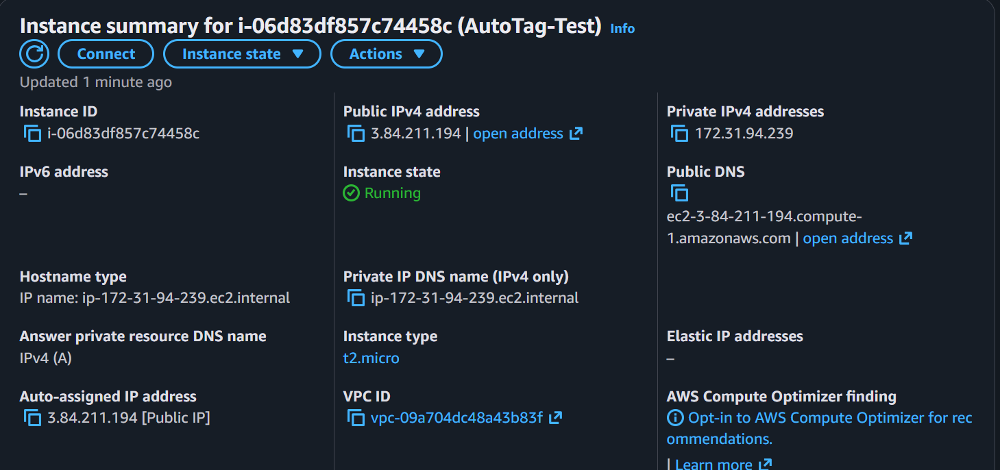 Instance summary for i-06d83df857c74458c (AutoTag-Test) Info
Connect Instance state Actions
Updated 1 minute ago
Instance ID
i-06d83df857c74458c
Public IPv4 address
3.84.211.194 | open address
Private IPv4 addresses
172.31.94.239
IPv6 address
–
Instance state
Running
Public DNS
ec2-3-84-211-194.compute-
1.amazonaws.com | open address
Hostname type
IP name: ip-172-31-94-239.ec2.internal
Private IP DNS name (IPv4 only)
ip-172-31-94-239.ec2.internal
Answer private resource DNS name
IPv4 (A)
Instance type
t2.micro
Elastic IP addresses
–
Auto-assigned IP address
3.84.211.194 [Public IP]
VPC ID
vpc-09a704dc48a43b83f
AWS Compute Optimizer finding
Opt-in to AWS Compute Optimizer for rec
ommendations.
| Learn more